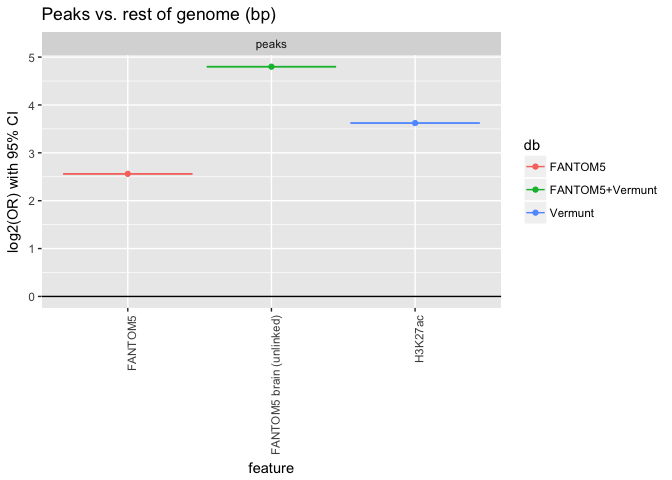 Peaks vs. rest of genome (bp)
peaks
log2(OR) with 95% CI
5
4
3
2
1
0
FANTOM5
FANTOM5 brain (unlinked)
H3K27ac
feature
db
FANTOM5
FANTOM5+Vermunt
Vermunt